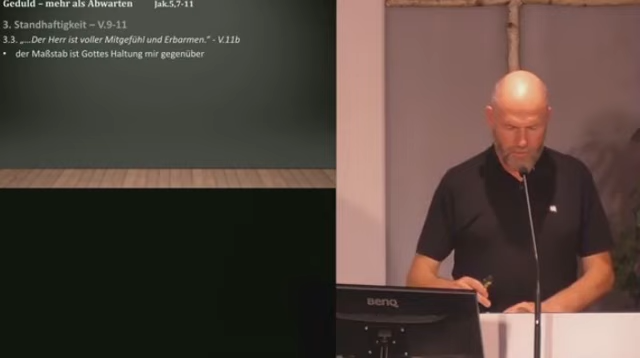 Geduld – mehr als Abwarten Jak.5,7-11
3. Standhaftigkeit – V.9-11
3.3. „…Der Herr ist voller Mitgefühl und Erbarmen.“ - V.11b
• der Maßstab ist Gottes Haltung mir gegenüber
BenQ